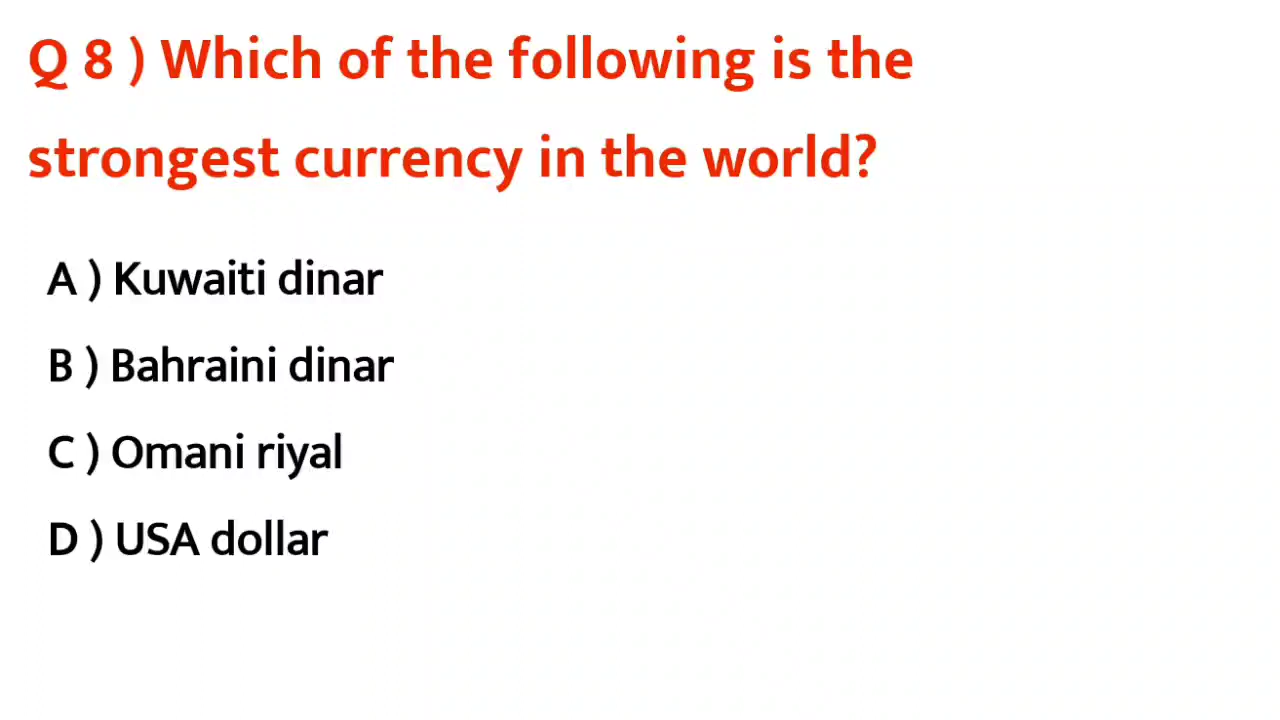 Q 8 ) Which of the following is the
strongest currency in the world?
A ) Kuwaiti dinar
B ) Bahraini dinar
C ) Omani riyal
D ) USA dollar